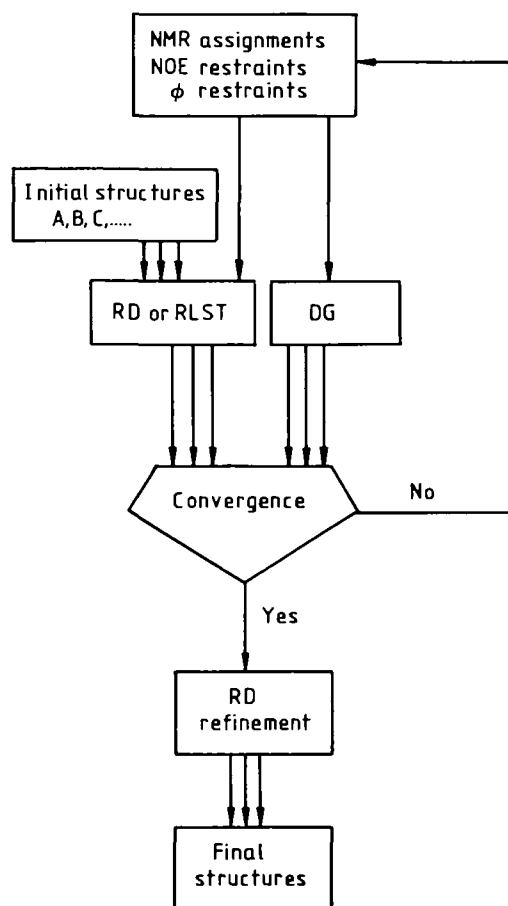 NMR assignments
NOE restraints
ϕ restraints
Initial structures
A, B, C,.....
RD or RLST
DG
Convergence
No
Yes
RD
refinement
Final
structures